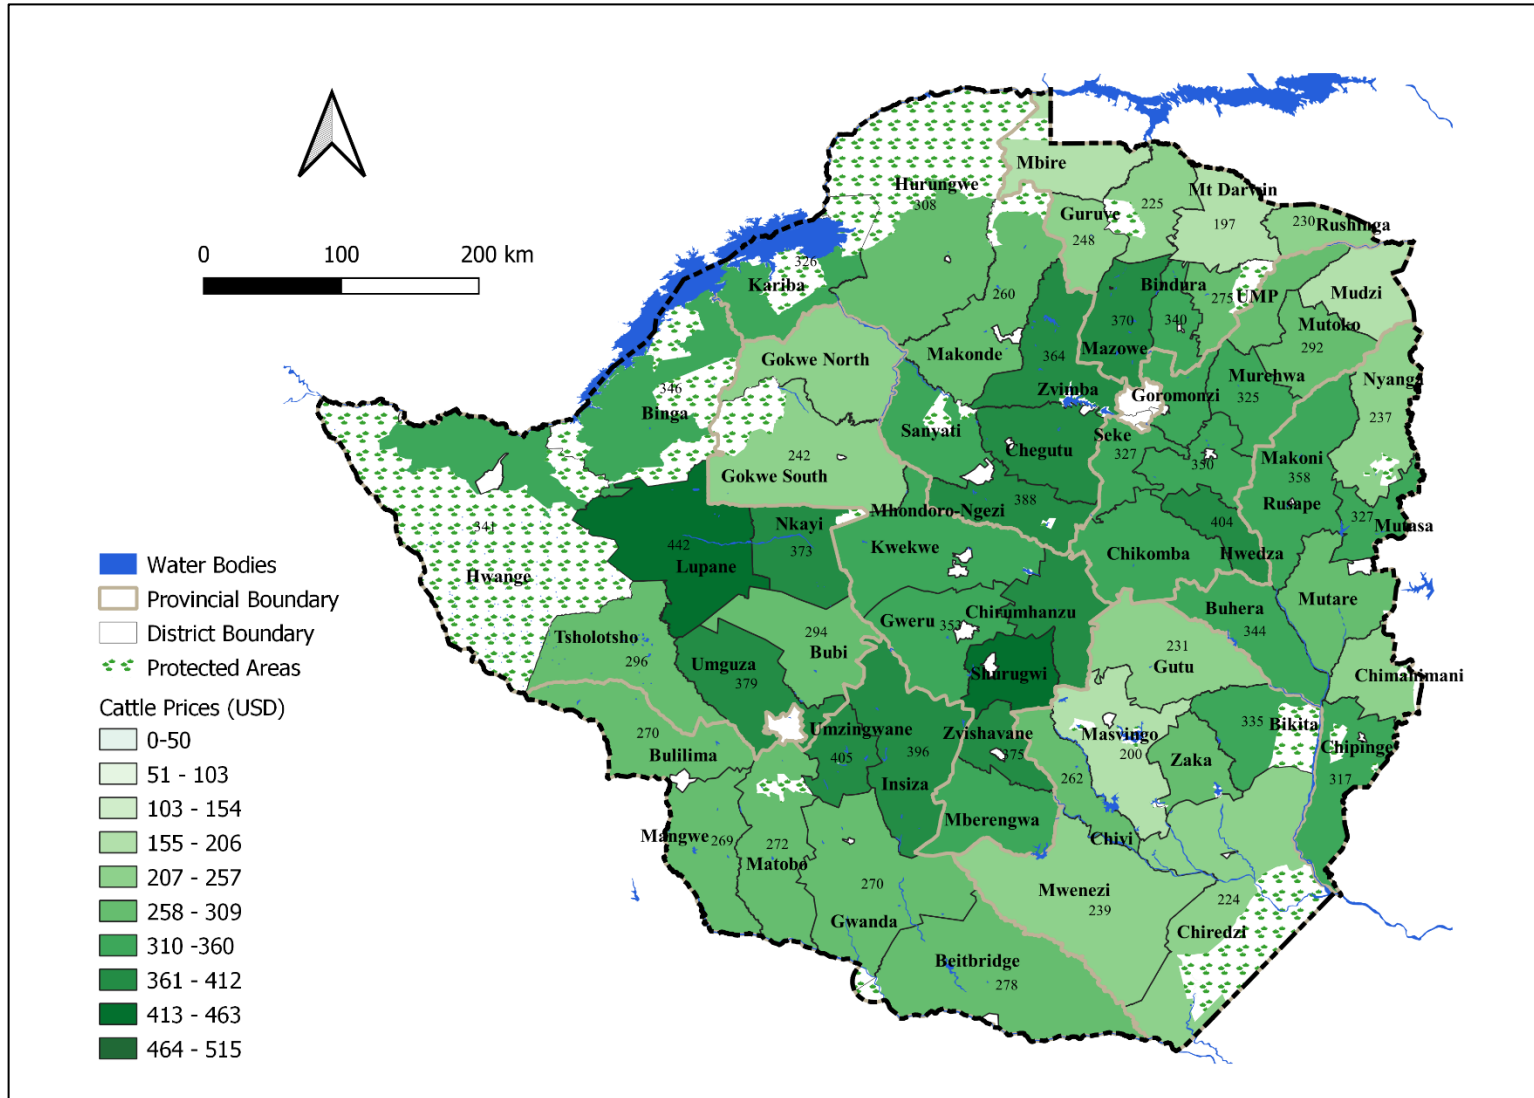 Mbire
Mt Darwin
Hurungwe
308
Guruve
248
225
197
230
Rushinga
0
100
200 km
326
Kariba
260
Bindura
275
UMP
Mudzi
370
340
Mutoko
292
Gokwe North
Makonde
364
Mazowe
Murehwa
325
Nyanga
237
346
Binga
Zvimba
Goromonzi
Sanyati
Chegutu
Seke
327
350
Makoni
358
242
Gokwe South
388
Mhondoro-Ngezi
Rusape
327
Mutasa
341
Nkayi
373
404
Hwedza
442
Lupane
Kwekwe
Chikomba
Hwange
Mutare
Buhera
344
Chirumhanzu
Gweru
353
Tsholotsho
296
294
Bubi
231
Gutu
Umguza
379
Shurugwi
Chimanimani
270
Bulilima
Umzingwane
405
396
Insiza
Zvishavane
375
Masvingo
200
262
Zaka
335
Bikita
Chipinge
317
Mangwe
269
272
Matobo
Mberengwa
Chivi
270
Gwanda
Mwenezi
239
224
Chiredzi
Beitbridge
278
Water Bodies
Provincial Boundary
District Boundary
Protected Areas
Cattle Prices (USD)
0-50
51 - 103
103 - 154
155 - 206
207 - 257
258 - 309
310 -360
361 - 412
413 - 463
464 - 515